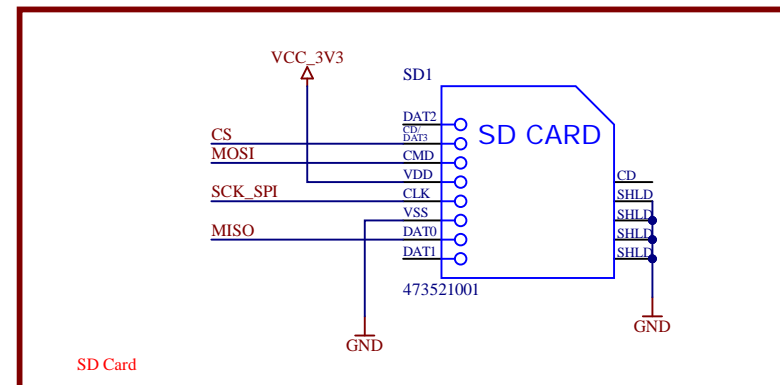 VCC_3V3
SD1
DAT2
SD CARD
CD/
DAT3
CS
MOSI
CMD
VDD
CD
SCK_SPI
CLK
SHLD
VSS
SHLD
MISO
DAT0
SHLD
DAT1
SHLD
473521001
GND
GND
SD Card